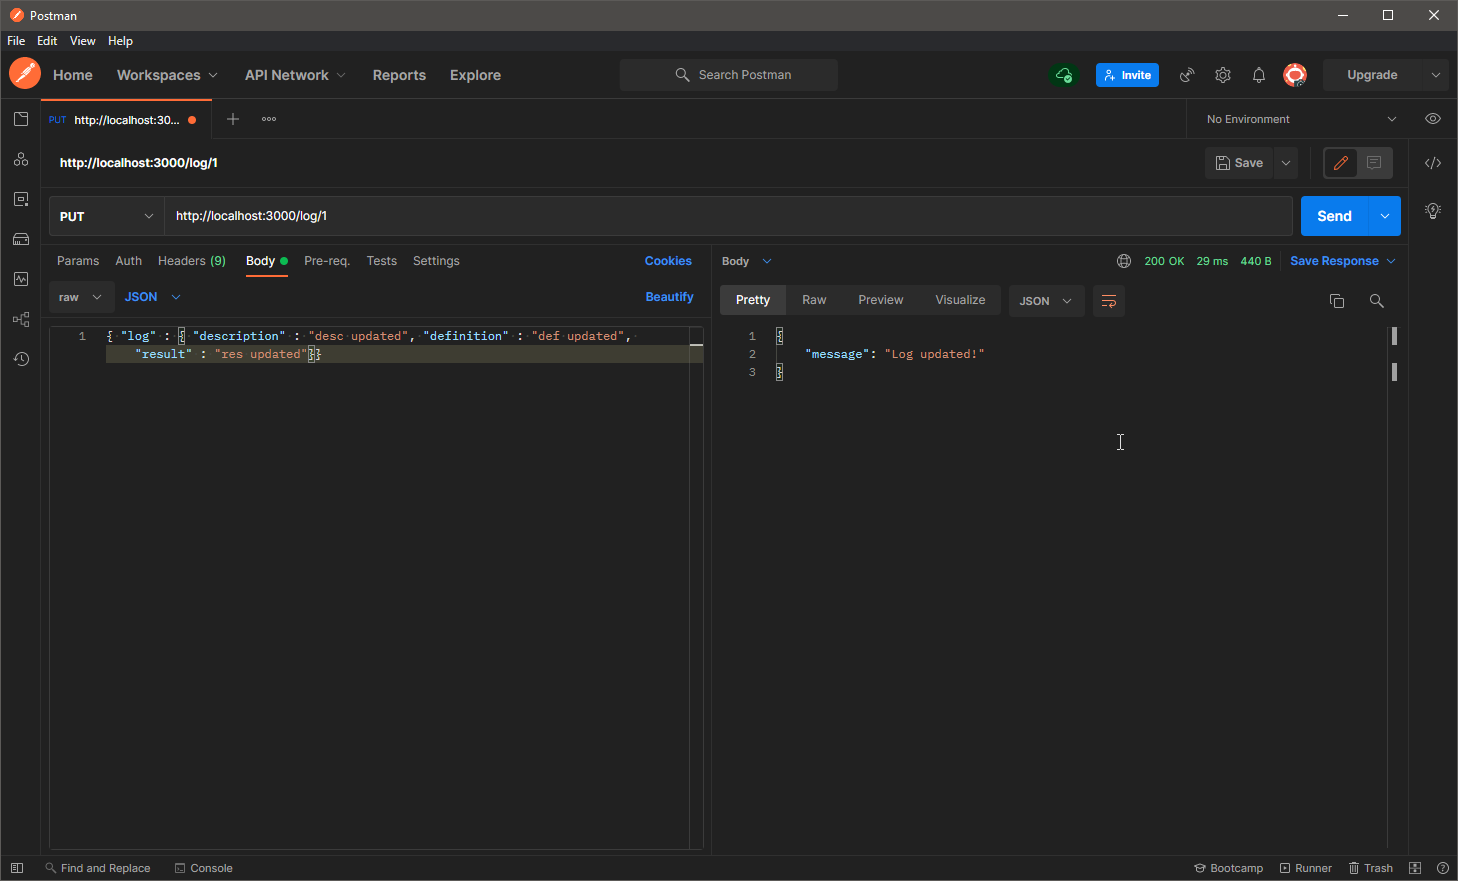 Postman
File Edit View Help
Home Workspaces API Network Reports Explore Search Postman Invite Upgrade
PUT http://localhost:30... No Environment
http://localhost:3000/log/1 Save
PUT http://localhost:3000/log/1 Send
Params Auth Headers (9) Body Pre-req. Tests Settings Cookies
raw JSON Beautify
1 { "log" : { "description" : "desc updated", "definition" : "def updated",
"result" : "res updated"}}
Body 200 OK 29 ms 440 B Save Response
Pretty Raw Preview Visualize JSON
1 {
2 "message": "Log updated!"
3 }
Find and Replace Console Bootcamp Runner Trash